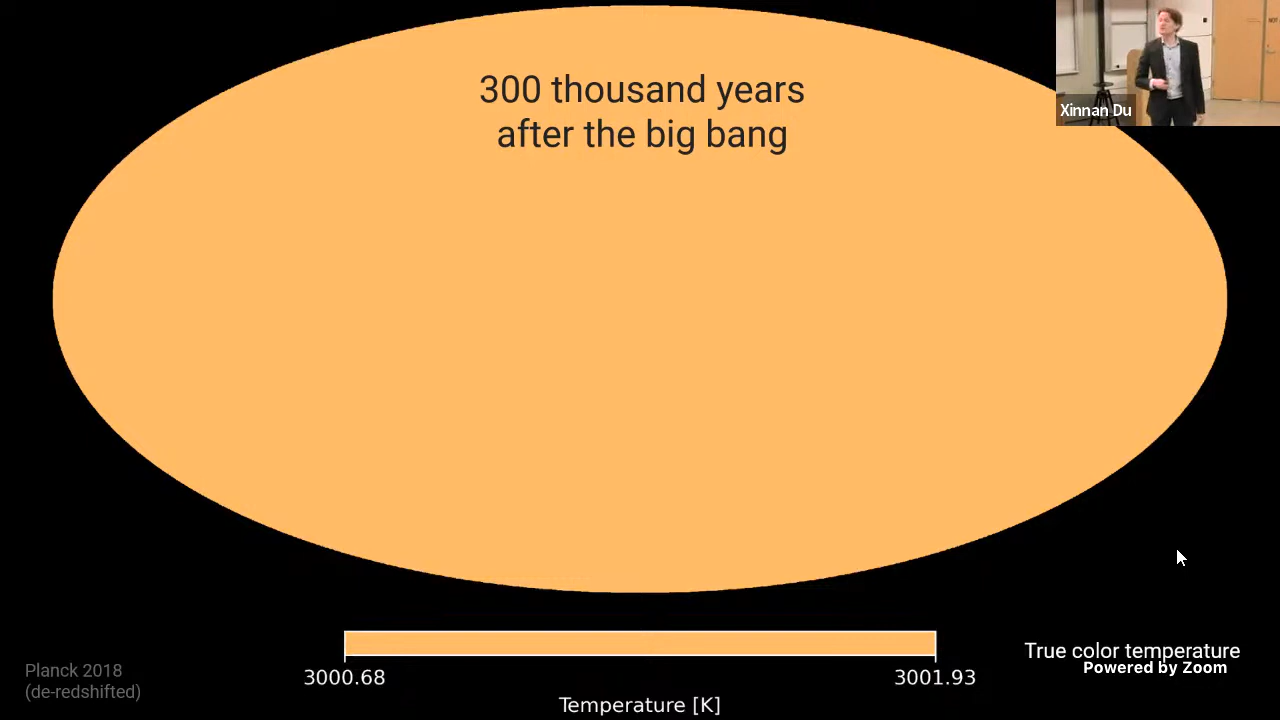 300 thousand years
after the big bang
Xinnan Du
Planck 2018
(de-redshifted)
3000.68
3001.93
Temperature [K]
True color temperature
Powered by Zoom